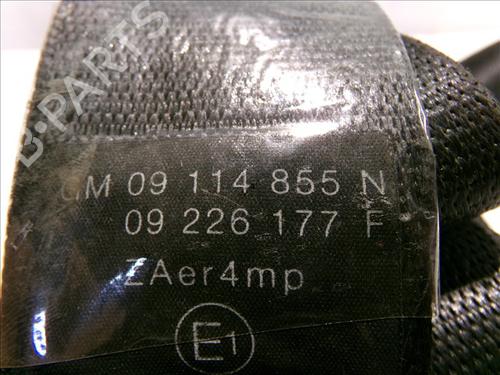 B-PARTS
GM 09 114 855 N
09 226 177 F
ZAer4mp
E1